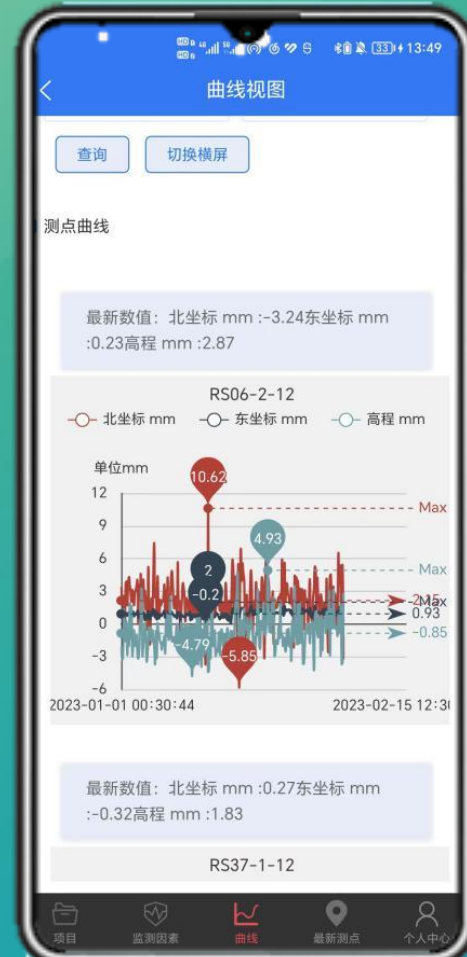 33 13:49
曲线视图
查询 切换横屏
测点曲线
最新数值：北坐标 mm :-3.24东坐标 mm
:0.23高程 mm :2.87
RS06-2-12
北坐标 mm 东坐标 mm 高程 mm
单位mm
10.62
12
Max
9
4.93
6
Max
2
3
-0.2
Max
0.93
0
-0.85
-4.79
-5.85
-3
-6
2023-01-01 00:30:44 2023-02-15 12:30
最新数值：北坐标 mm :0.27东坐标 mm
:-0.32高程 mm :1.83
RS37-1-12
项目 监测因素 曲线 最新测点 个人中心